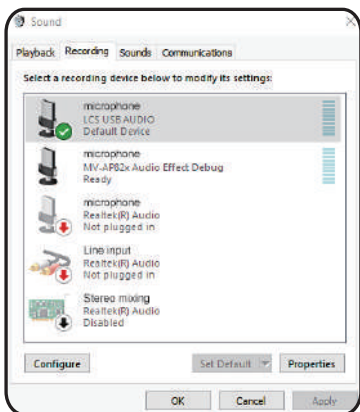 Sound
Playback Recording Sounds Communications
Select a recording device below to modify its settings:
microphone
LCS USB AUDIO
Default Device
microphone
MV-AP82x Audio Effect Debug
Ready
microphone
Realtek(R) Audio
Not plugged in
Line input
Realtek(R) Audio
Not plugged in
Stereo mixing
Realtek(R) Audio
Disabled
Configure Set Default Properties
OK Cancel Apply